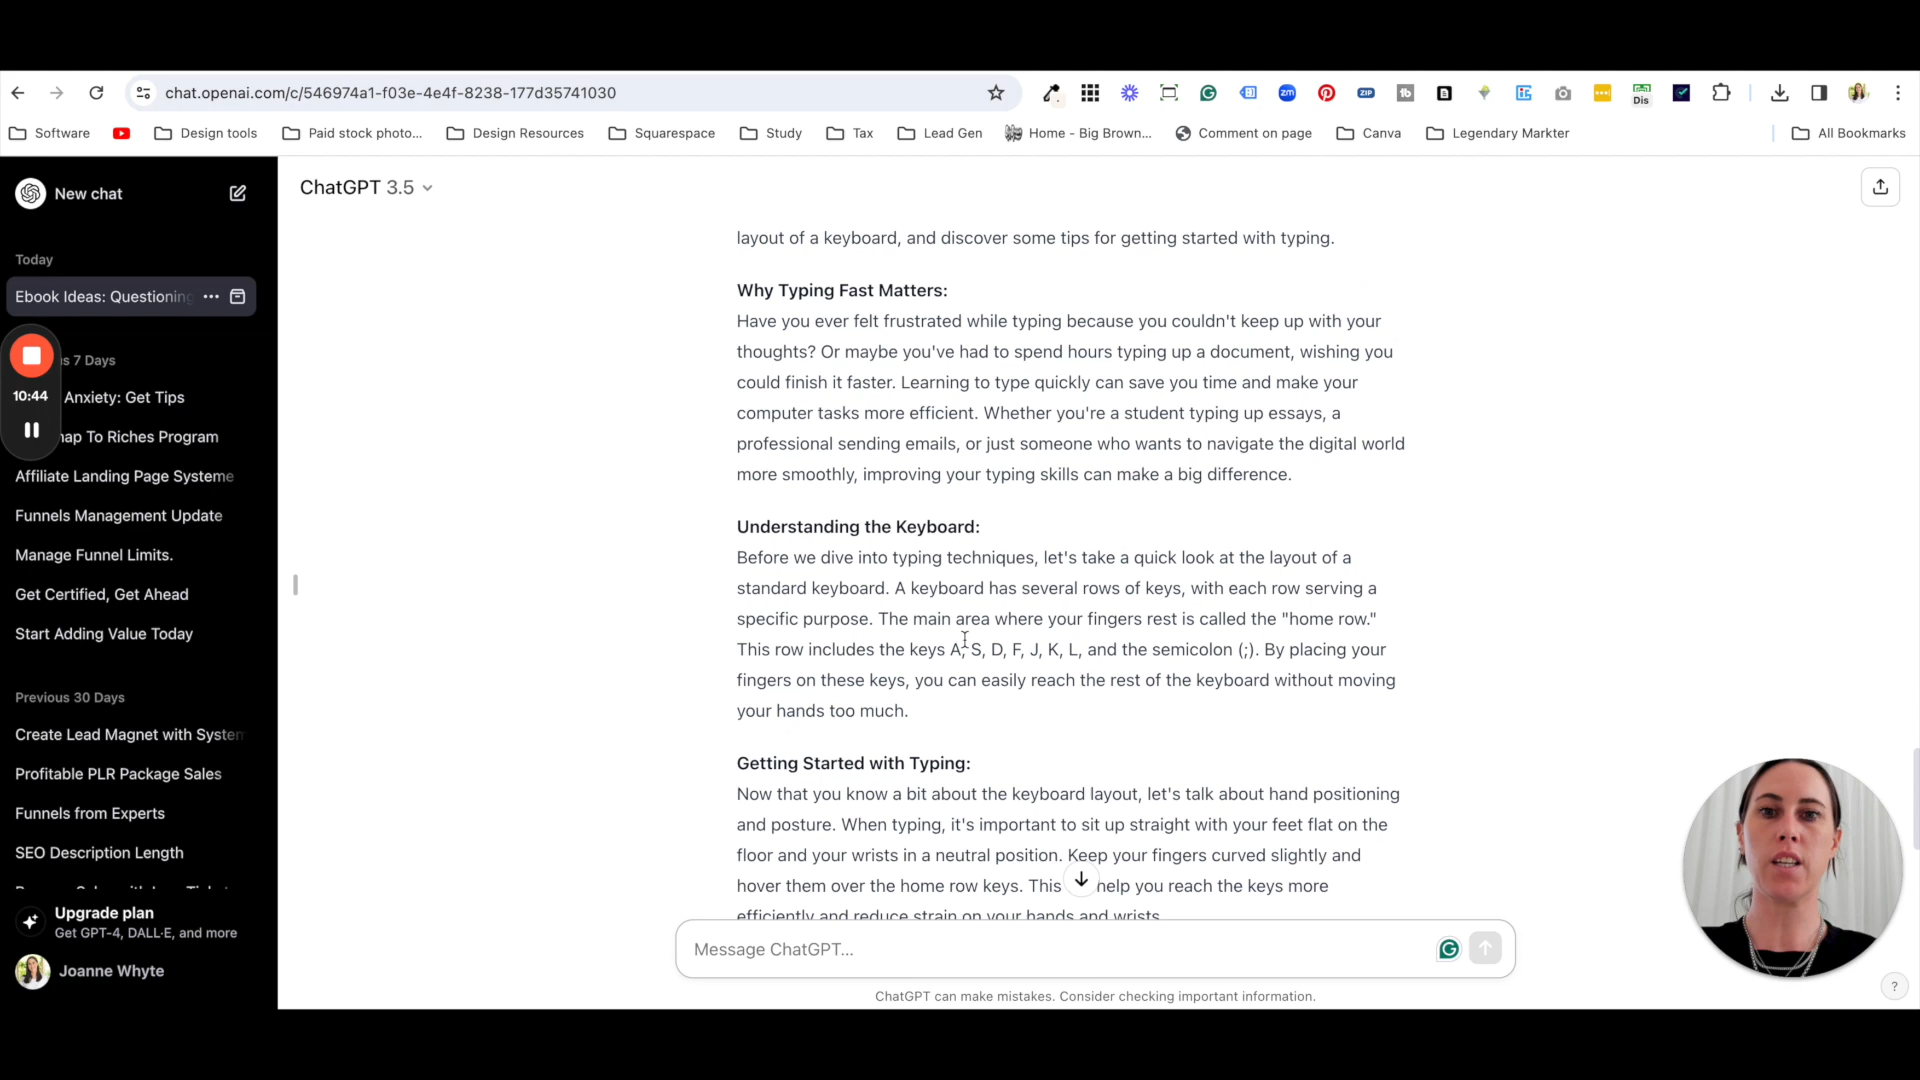 chat.openai.com/c/546974a1-f03e-4e4f-8238-177d35741030
zm
ZIP
Dis
Software
Design tools
Paid stock photo...
Design Resources
Squarespace
Study
Tax
Lead Gen
Home - Big Brown...
Comment on page
Canva
Legendary Markter
All Bookmarks
New chat
Today
Ebook Ideas: Questioning
s 7 Days
10:44
Anxiety: Get Tips
ap To Riches Program
Affiliate Landing Page Systeme
Funnels Management Update
Manage Funnel Limits.
Get Certified, Get Ahead
Start Adding Value Today
Previous 30 Days
Create Lead Magnet with System
Profitable PLR Package Sales
Funnels from Experts
SEO Description Length
Upgrade plan
Get GPT-4, DALL·E, and more
Joanne Whyte
ChatGPT 3.5
layout of a keyboard, and discover some tips for getting started with typing.
Why Typing Fast Matters:
Have you ever felt frustrated while typing because you couldn't keep up with your
thoughts? Or maybe you've had to spend hours typing up a document, wishing you
could finish it faster. Learning to type quickly can save you time and make your
computer tasks more efficient. Whether you're a student typing up essays, a
professional sending emails, or just someone who wants to navigate the digital world
more smoothly, improving your typing skills can make a big difference.
Understanding the Keyboard:
Before we dive into typing techniques, let's take a quick look at the layout of a
standard keyboard. A keyboard has several rows of keys, with each row serving a
specific purpose. The main area where your fingers rest is called the "home row."
This row includes the keys A, S, D, F, J, K, L, and the semicolon (;). By placing your
fingers on these keys, you can easily reach the rest of the keyboard without moving
your hands too much.
Getting Started with Typing:
Now that you know a bit about the keyboard layout, let's talk about hand positioning
and posture. When typing, it's important to sit up straight with your feet flat on the
floor and your wrists in a neutral position. Keep your fingers curved slightly and
hover them over the home row keys. This help you reach the keys more
efficiently and reduce strain on your hands and wrists.
Message ChatGPT...
ChatGPT can make mistakes. Consider checking important information.
?